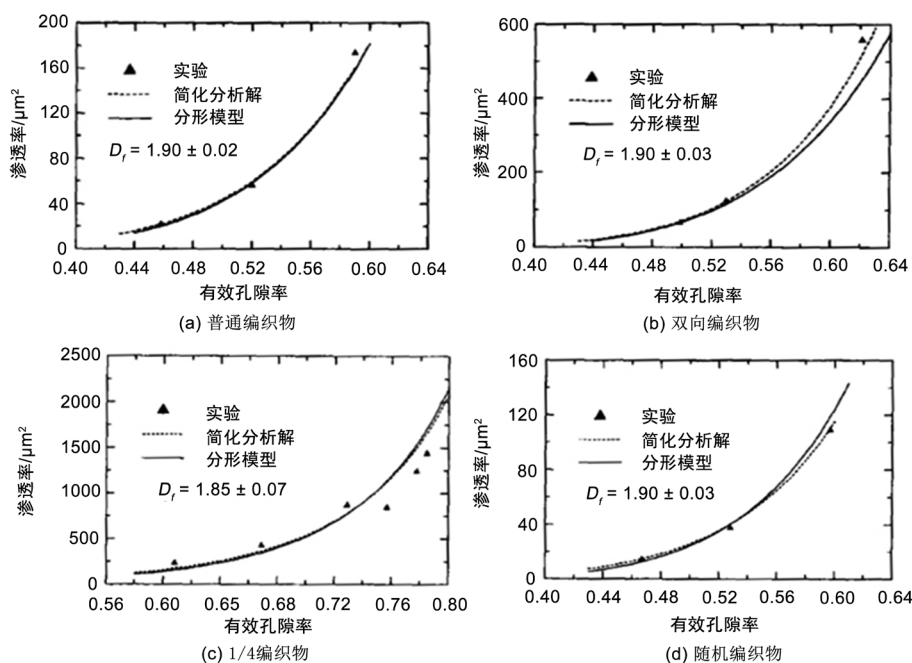 渗透率/μm²
200
160
120
80
40
0
实验
简化分析解
分形模型
D_f = 1.90 ± 0.02
0.40 0.44 0.48 0.52 0.56 0.60 0.64
有效孔隙率
(a) 普通编织物
渗透率/μm²
600
400
200
0
实验
简化分析解
分形模型
D_f = 1.90 ± 0.03
0.40 0.44 0.48 0.52 0.56 0.60 0.64
有效孔隙率
(b) 双向编织物
渗透率/μm²
2500
2000
1500
1000
500
0
实验
简化分析解
分形模型
D_f = 1.85 ± 0.07
0.56 0.60 0.65 0.68 0.72 0.76 0.80
有效孔隙率
(c) 1/4编织物
渗透率/μm²
160
120
80
40
0
实验
简化分析解
分形模型
D_f = 1.90 ± 0.03
0.40 0.44 0.48 0.52 0.56 0.60 0.64
有效孔隙率
(d) 随机编织物